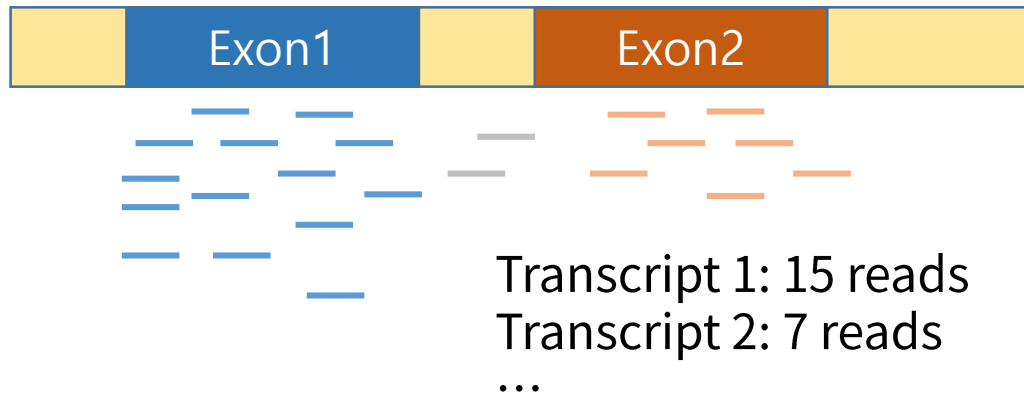 Exon1
Exon2
Transcript 1: 15 reads
Transcript 2: 7 reads
…